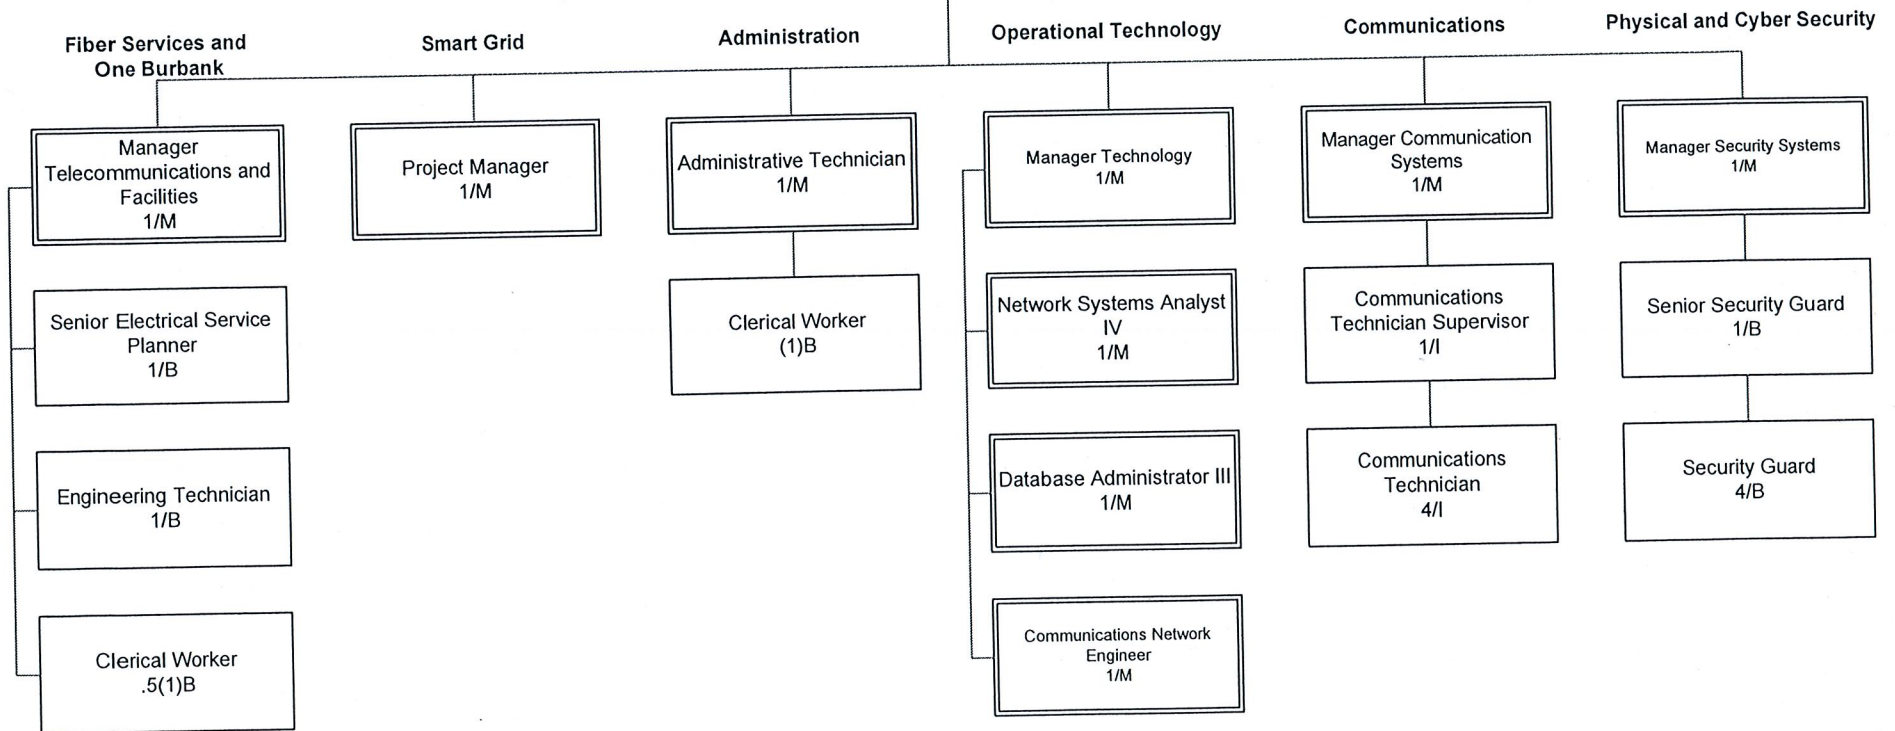 Fiber Services and
One Burbank
Smart Grid
Administration
Operational Technology
Communications
Physical and Cyber Security
Manager
Telecommunications and
Facilities
1/M
Senior Electrical Service
Planner
1/B
Engineering Technician
1/B
Clerical Worker
.5(1)B
Project Manager
1/M
Administrative Technician
1/M
Clerical Worker
(1)B
Manager Technology
1/M
Network Systems Analyst
IV
1/M
Database Administrator III
1/M
Communications Network
Engineer
1/M
Manager Communication
Systems
1/M
Communications
Technician Supervisor
1/I
Communications
Technician
4/I
Manager Security Systems
1/M
Senior Security Guard
1/B
Security Guard
4/B